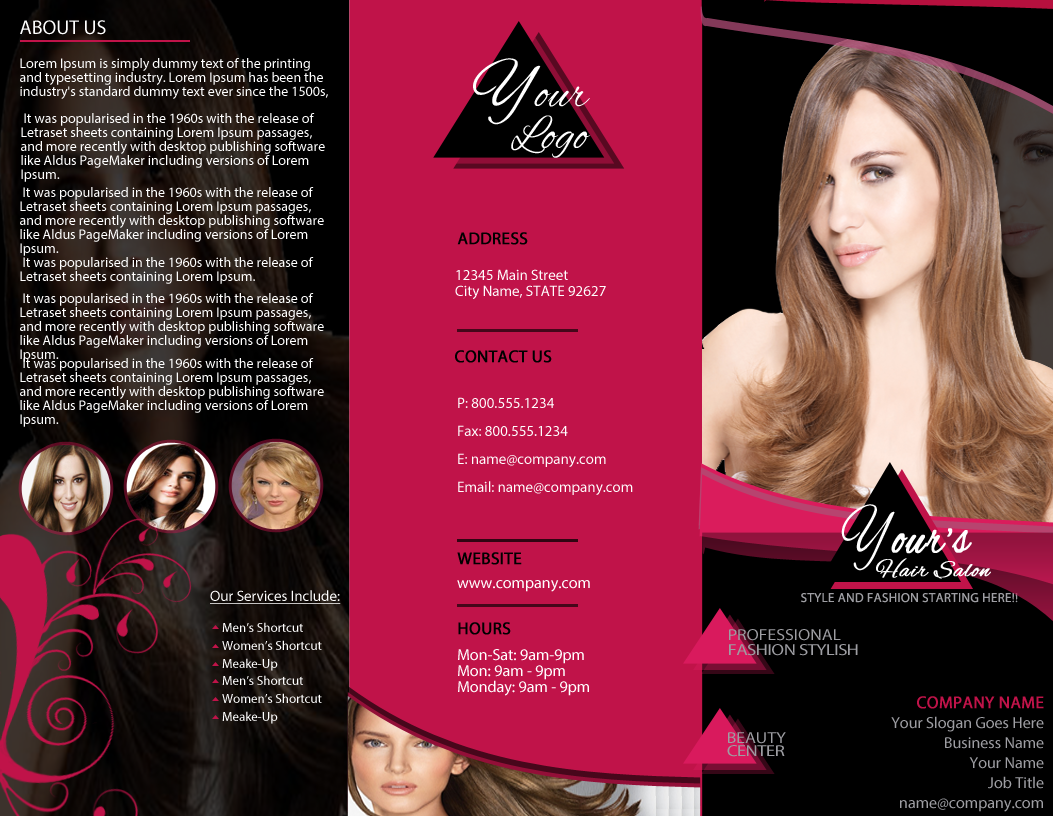 ABOUT US
Lorem Ipsum is simply dummy text of the printing
and typesetting industry. Lorem Ipsum has been the
industry's standard dummy text ever since the 1500s,
It was popularised in the 1960s with the release of
Letraset sheets containing Lorem Ipsum passages,
and more recently with desktop publishing software
like Aldus PageMaker including versions of Lorem
Ipsum.
It was popularised in the 1960s with the release of
Letraset sheets containing Lorem Ipsum passages,
and more recently with desktop publishing software
like Aldus PageMaker including versions of Lorem
Ipsum.
It was popularised in the 1960s with the release of
Letraset sheets containing Lorem Ipsum.
It was popularised in the 1960s with the release of
Letraset sheets containing Lorem Ipsum passages,
and more recently with desktop publishing software
like Aldus PageMaker including versions of Lorem
Ipsum.
It was popularised in the 1960s with the release of
Letraset sheets containing Lorem Ipsum passages,
and more recently with desktop publishing software
like Aldus PageMaker including versions of Lorem
Ipsum.
Our Services Include:
Men's Shortcut
Women's Shortcut
Meake-Up
Men's Shortcut
Women's Shortcut
Meake-Up
Your
Logo
ADDRESS
12345 Main Street
City Name, STATE 92627
CONTACT US
P: 800.555.1234
Fax: 800.555.1234
E: name@company.com
Email: name@company.com
WEBSITE
www.company.com
HOURS
Mon-Sat: 9am-9pm
Mon: 9am - 9pm
Monday: 9am - 9pm
Your's
Hair Salon
STYLE AND FASHION STARTING HERE!!
PROFESSIONAL
FASHION STYLISH
BEAUTY
CENTER
COMPANY NAME
Your Slogan Goes Here
Business Name
Your Name
Job Title
name@company.com